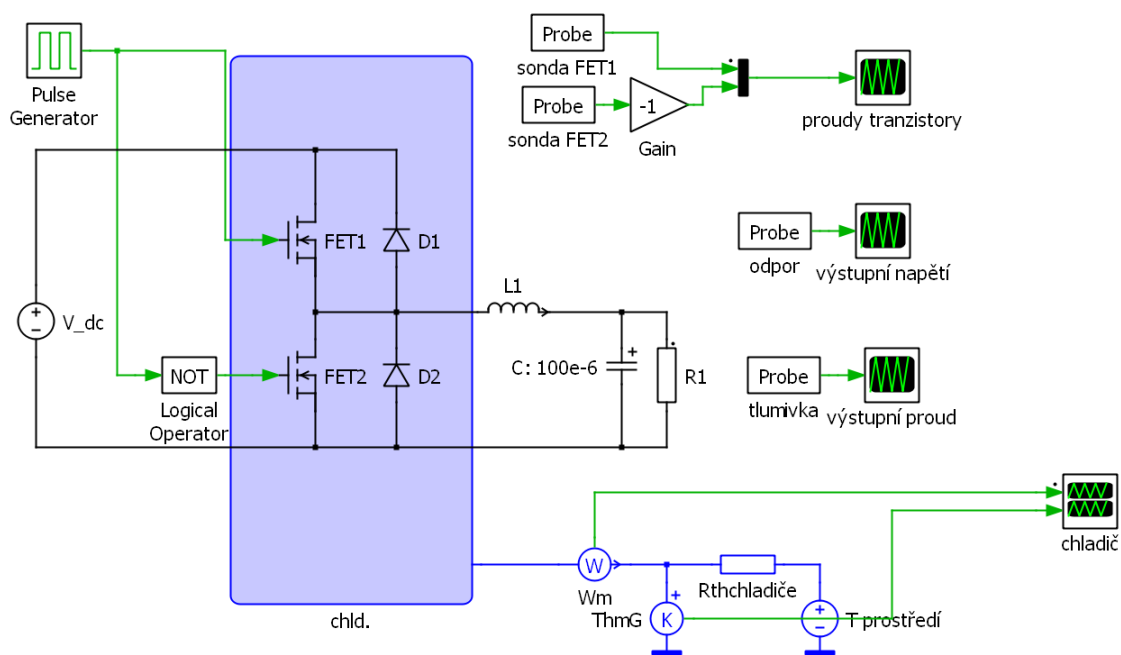 Pulse
Generator
Probe
sonda FET1
Probe
sonda FET2
-1
Gain
proudy tranzistory
FET1
D1
Probe
odpor
výstupní napětí
V_dc
L1
NOT
Logical
Operator
FET2
D2
C: 100e-6
+
R1
Probe
tlumivka
výstupní proud
chladič
W
Wm
Rthchladiče
ThmG
K
+
T prostředí
chld.